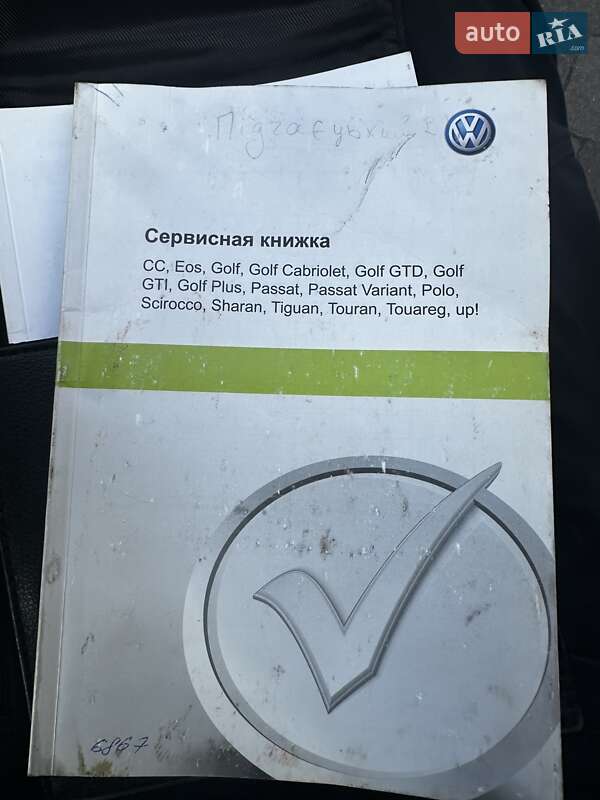 auto RIA.com
Сервисная книжка
CC, Eos, Golf, Golf Cabriolet, Golf GTD, Golf
GTI, Golf Plus, Passat, Passat Variant, Polo,
Scirocco, Sharan, Tiguan, Touran, Touareg, up!
6867